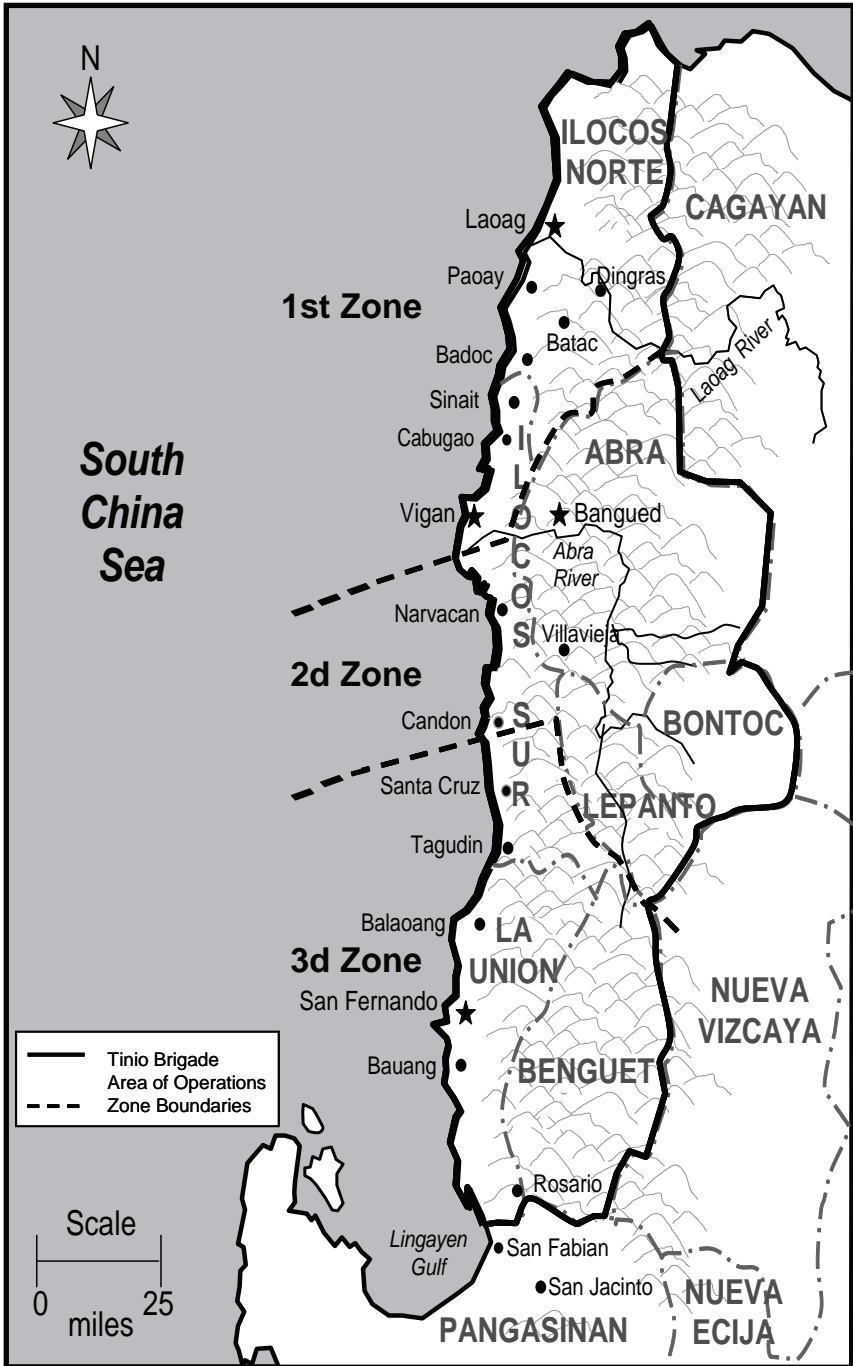 N
ILOCOS
NORTE
CAGAYAN
Laoag
Paoay
Dingras
1st Zone
Batac
Laoag River
Badoc
Sinait
Cabugao
ILOCOS SUR
ABRA
South
China
Sea
Vigan
Bangued
Abra
River
Narvacan
Villavieja
2d Zone
Candon
BONTOC
Santa Cruz
LEPANTO
Tagudin
Balaoang
LA
UNION
3d Zone
San Fernando
NUEVA
VIZCAYA
Tinio Brigade
Area of Operations
Zone Boundaries
Bauang
BENGUET
Rosario
Scale
0 25
miles
Lingayen
Gulf
San Fabian
San Jacinto
NUEVA
ECIJA
PANGASINAN